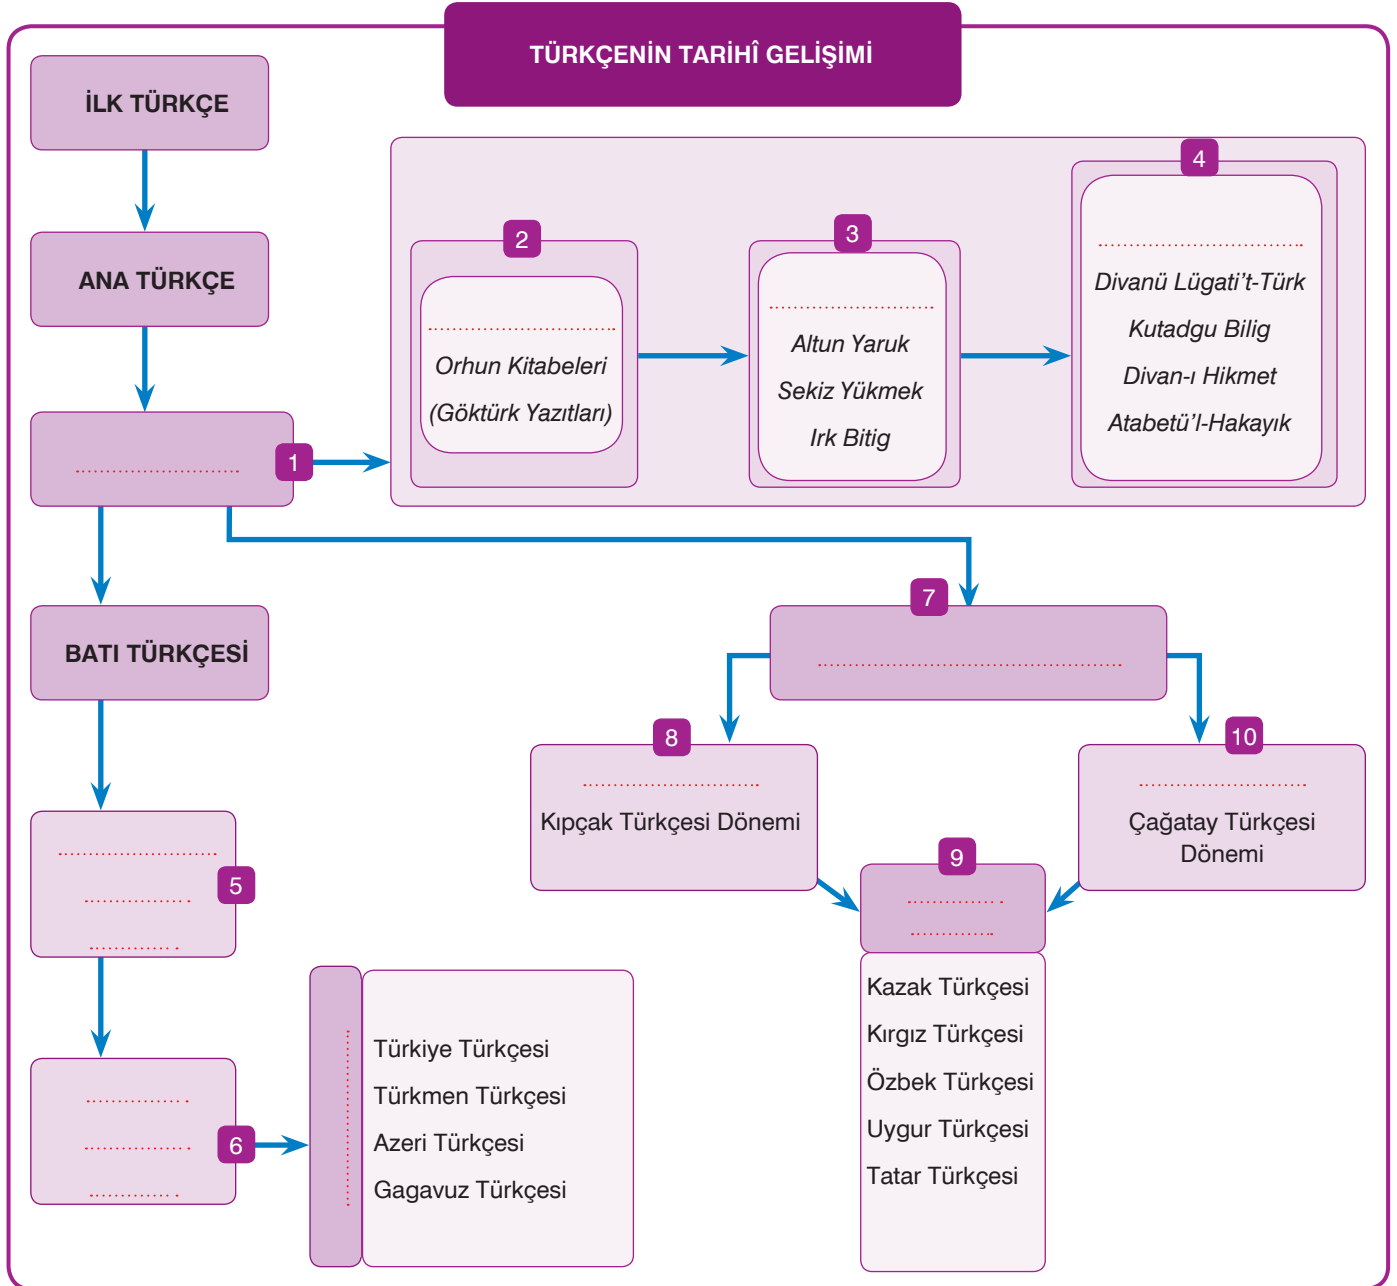 TÜRKÇENİN TARİHÎ GELİŞİMİ
İLK TÜRKÇE
ANA TÜRKÇE
1
2
Orhun Kitabeleri
(Göktürk Yazıtları)
3
Altun Yaruk
Sekiz Yükmek
Irk Bitig
4
Divanü Lügati’t-Türk
Kutadgu Bilig
Divan-ı Hikmet
Atabetü’l-Hakayık
BATI TÜRKÇESİ
5
6
Türkiye Türkçesi
Türkmen Türkçesi
Azeri Türkçesi
Gagavuz Türkçesi
7
8
Kıpçak Türkçesi Dönemi
10
Çağatay Türkçesi
Dönemi
9
Kazak Türkçesi
Kırgız Türkçesi
Özbek Türkçesi
Uygur Türkçesi
Tatar Türkçesi